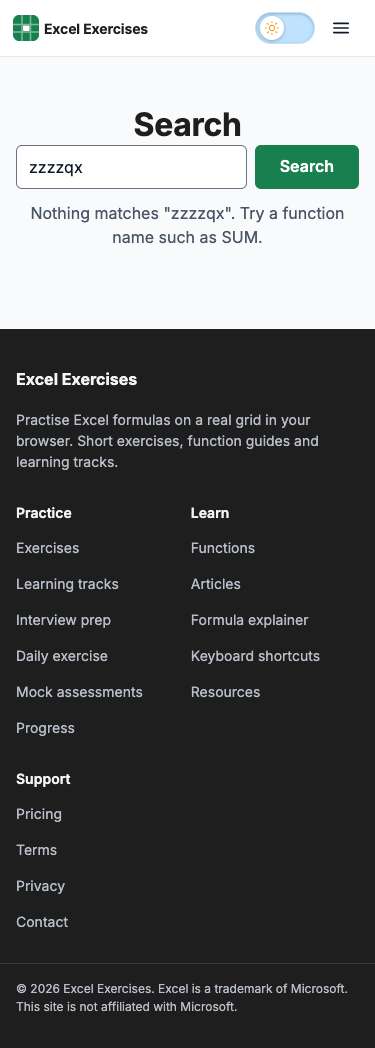 Excel Exercises
Search
zzzzqx
Search
Nothing matches "zzzzqx". Try a function
name such as SUM.
Excel Exercises
Practise Excel formulas on a real grid in your
browser. Short exercises, function guides and
learning tracks.
Practice
Exercises
Learning tracks
Interview prep
Daily exercise
Mock assessments
Progress
Learn
Functions
Articles
Formula explainer
Keyboard shortcuts
Resources
Support
Pricing
Terms
Privacy
Contact
© 2026 Excel Exercises. Excel is a trademark of Microsoft.
This site is not affiliated with Microsoft.